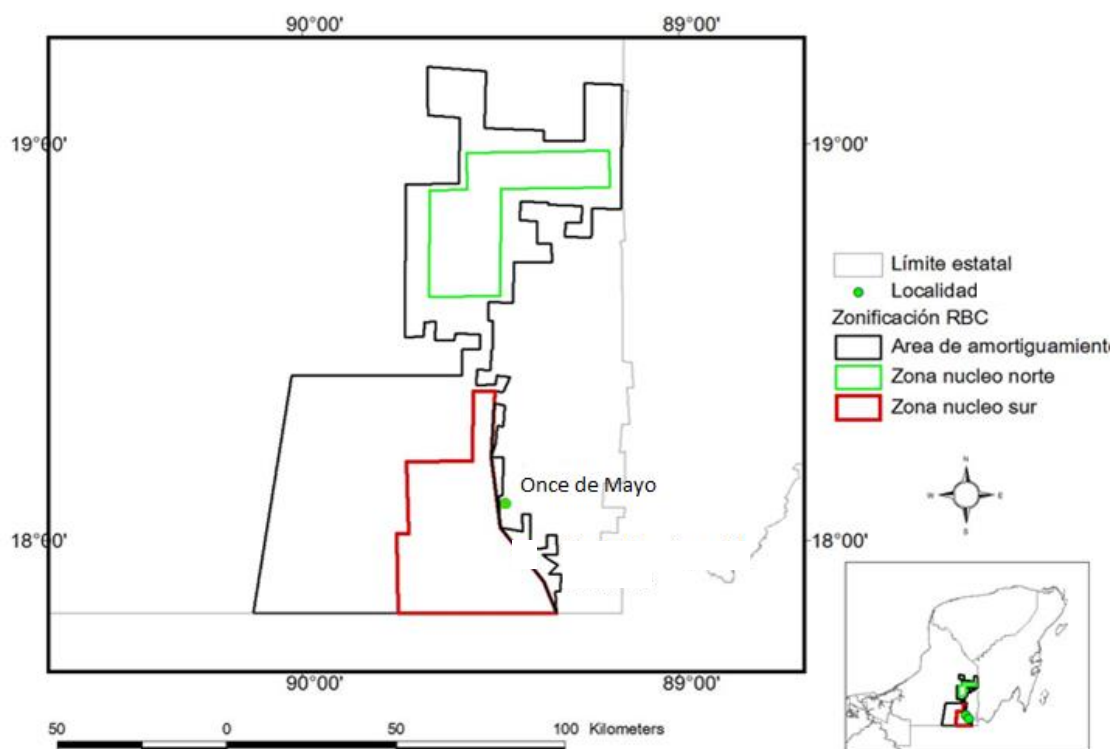 90°00' 89°00'
19°00' 19°00'
Límite estatal
Localidad
Zonificación RBC
Area de amortiguamiento
Zona nucleo norte
Zona nucleo sur
Once de Mayo
N
W E
S
18°00' 18°00'
90°00' 89°00'
50 0 50 100 Kilometers